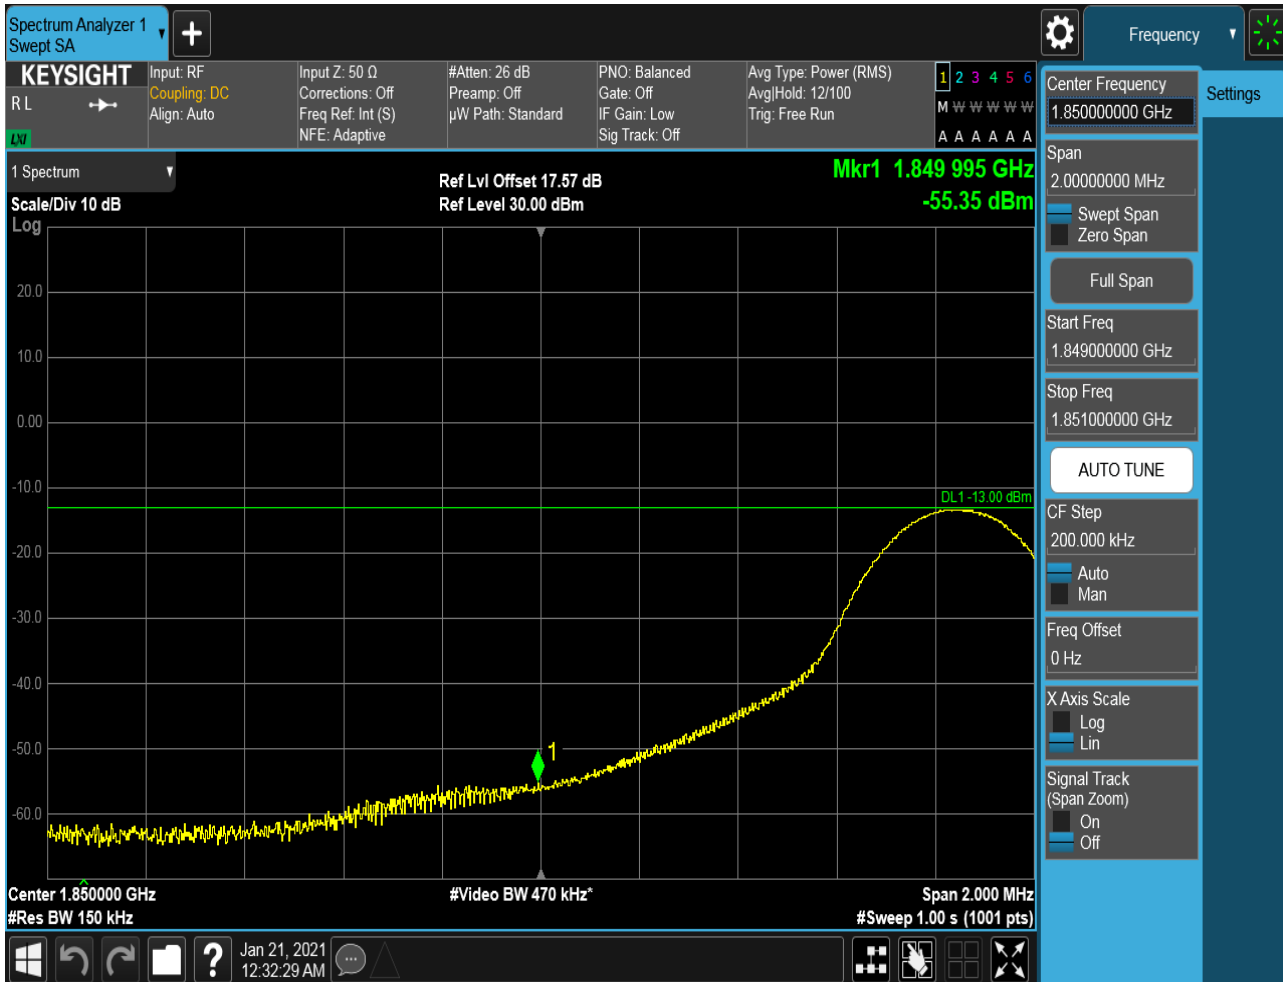 Spectrum Analyzer 1
Swept SA
+
Frequency
KEYSIGHT
R L
LXI
Input: RF
Coupling: DC
Align: Auto
Input Z: 50 Ω
Corrections: Off
Freq Ref: Int (S)
NFE: Adaptive
#Atten: 26 dB
Preamp: Off
µW Path: Standard
PNO: Balanced
Gate: Off
IF Gain: Low
Sig Track: Off
Avg Type: Power (RMS)
Avg|Hold: 12/100
Trig: Free Run
1 2 3 4 5 6
M W W W W W
A A A A A A
1 Spectrum
Scale/Div 10 dB
Log
Ref Lvl Offset 17.57 dB
Ref Level 30.00 dBm
Mkr1 1.849 995 GHz
-55.35 dBm
20.0
10.0
0.00
-10.0
DL1 -13.00 dBm
-20.0
-30.0
-40.0
-50.0
1
-60.0
Center 1.850000 GHz
#Res BW 150 kHz
#Video BW 470 kHz*
Span 2.000 MHz
#Sweep 1.00 s (1001 pts)
?
Jan 21, 2021
12:32:29 AM
Center Frequency
1.850000000 GHz
Span
2.00000000 MHz
Swept Span
Zero Span
Full Span
Start Freq
1.849000000 GHz
Stop Freq
1.851000000 GHz
AUTO TUNE
CF Step
200.000 kHz
Auto
Man
Freq Offset
0 Hz
X Axis Scale
Log
Lin
Signal Track
(Span Zoom)
On
Off
Settings